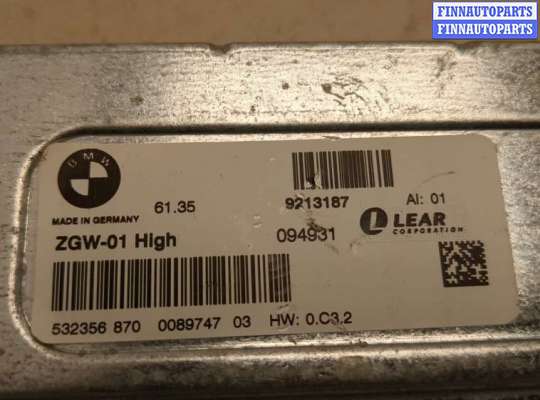 FINNAUTOPARTS
FINNAUTOPARTS
BMW
MADE IN GERMANY
61.35
9213187
AI: 01
ZGW-01 High
094931
LEAR
CORPORATION
532356 870 0089747 03 HW: 0.C3.2